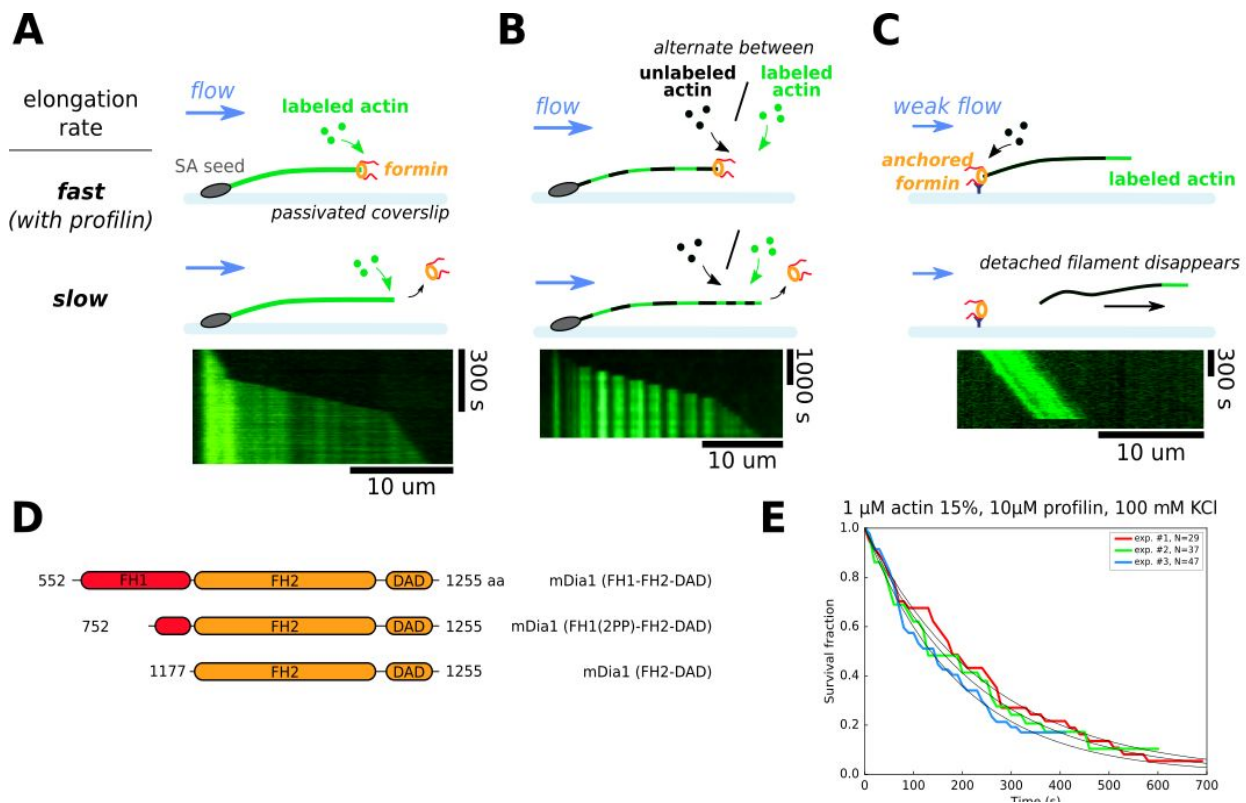 A
elongation
rate
fast
(with profilin)
slow
flow
labeled actin
SA seed
formin
passivated coverslip
300 s
10 um
B
alternate between
unlabeled
actin
labeled
actin
flow
1000 s
10 um
C
weak flow
anchored
formin
labeled actin
detached filament disappears
300 s
10 um
D
552
FH1
FH2
DAD
1255 aa
mDia1 (FH1-FH2-DAD)
752
FH2
DAD
1255
mDia1 (FH1(2PP)-FH2-DAD)
1177
FH2
DAD
1255
mDia1 (FH2-DAD)
E
1 µM actin 15%, 10µM profilin, 100 mM KCl
exp. #1, N=29
exp. #2, N=37
exp. #3, N=47
Survival fraction
1.0
0.8
0.6
0.4
0.2
0.0
0 100 200 300 400 500 600 700
Time (s)